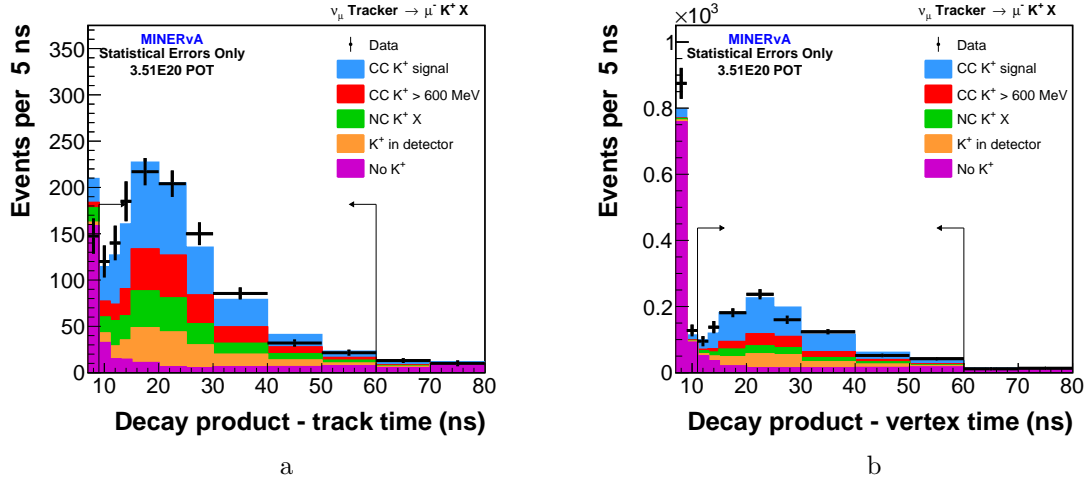 ν_μ Tracker → μ⁻ K⁺ X
MINERνA
Statistical Errors Only
3.51E20 POT
Data
CC K⁺ signal
CC K⁺ > 600 MeV
NC K⁺ X
K⁺ in detector
No K⁺
Events per 5 ns
350
300
250
200
150
100
50
0
10 20 30 40 50 60 70 80
Decay product - track time (ns)
a
ν_μ Tracker → μ⁻ K⁺ X
×10³
MINERνA
Statistical Errors Only
3.51E20 POT
Data
CC K⁺ signal
CC K⁺ > 600 MeV
NC K⁺ X
K⁺ in detector
No K⁺
Events per 5 ns
1
0.8
0.6
0.4
0.2
0
10 20 30 40 50 60 70 80
Decay product - vertex time (ns)
b